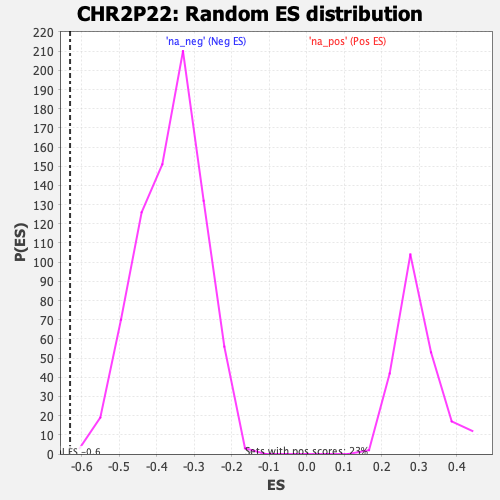 CHR2P22: Random ES distribution
'na_neg' (Neg ES)
'na_pos' (Pos ES)
P(ES)
220
210
200
190
180
170
160
150
140
130
120
110
100
90
80
70
60
50
40
30
20
10
0
ES -0.6
Sets with pos scores: 23%
-0.6 -0.5 -0.4 -0.3 -0.2 -0.1 0.0 0.1 0.2 0.3 0.4
ES